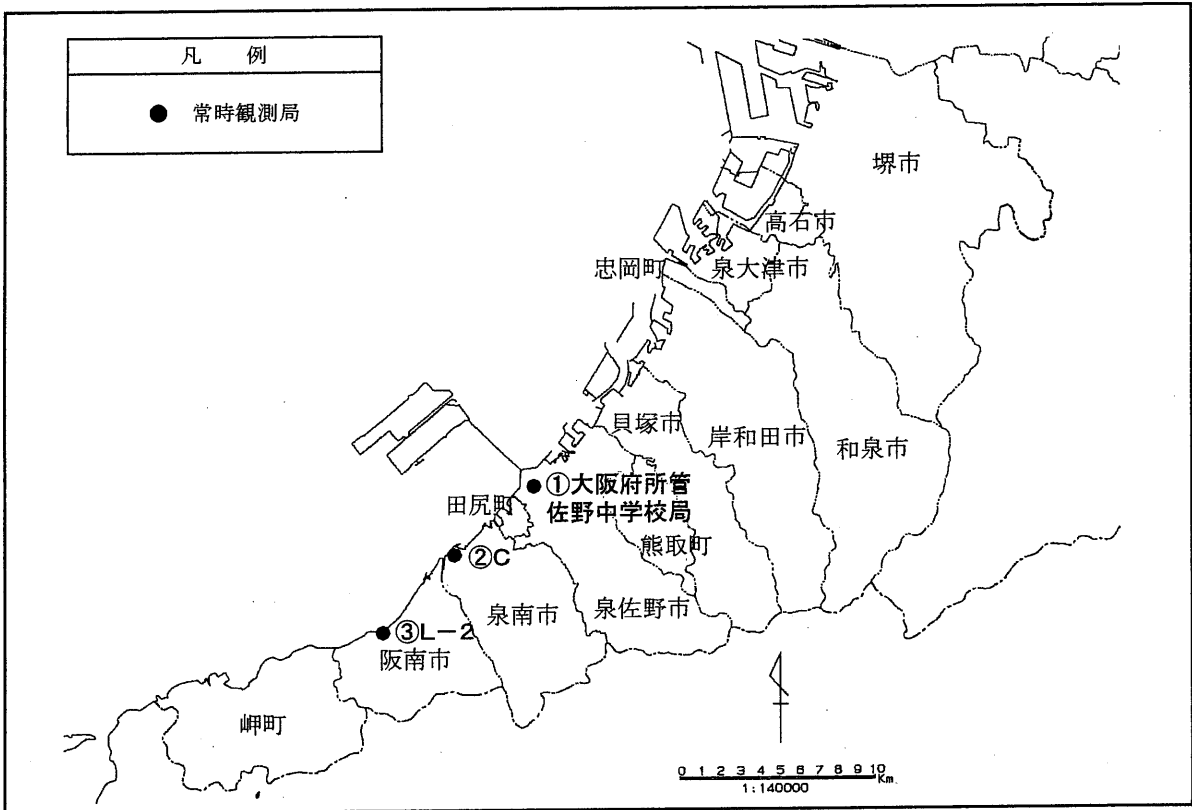 凡 例
● 常時観測局
堺市
高石市
忠岡町
泉大津市
貝塚市
岸和田市
和泉市
①大阪府所管
佐野中学校局
田尻町
熊取町
②C
泉南市
泉佐野市
③L-2
阪南市
岬町
0 1 2 3 4 5 6 7 8 9 10
Km.
1:140000